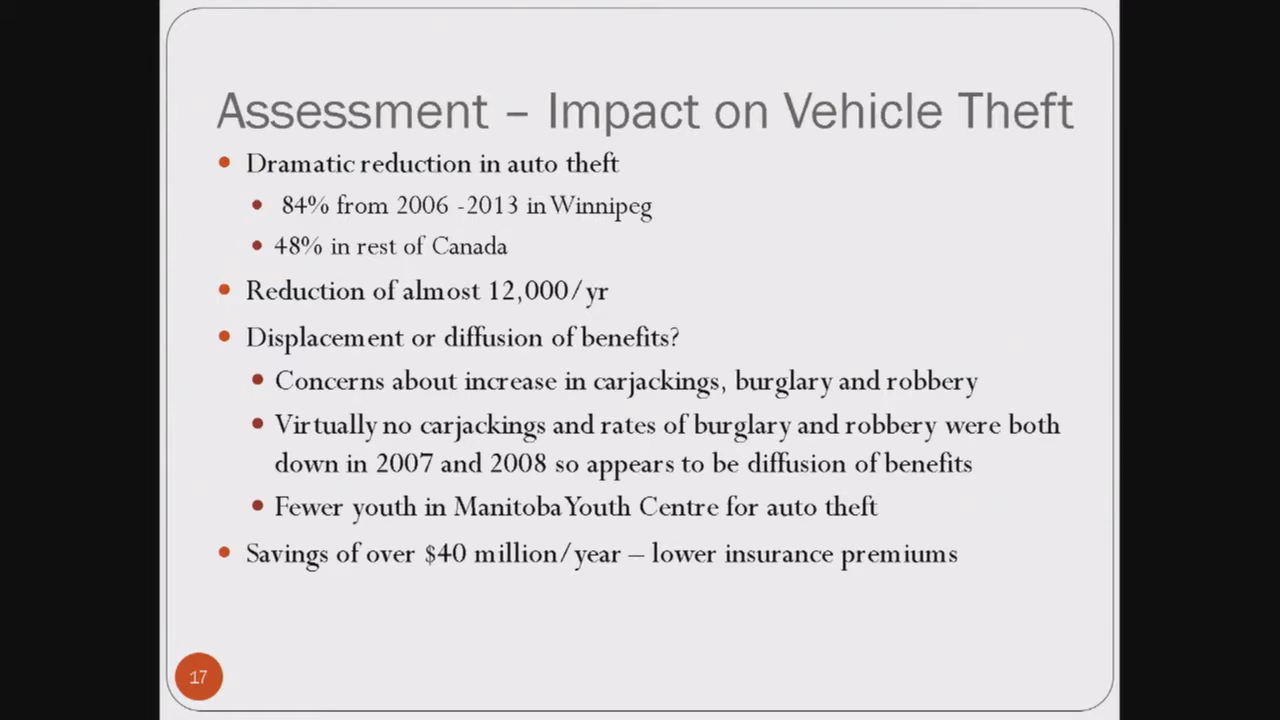 Assessment – Impact on Vehicle Theft
• Dramatic reduction in auto theft
• 84% from 2006 -2013 in Winnipeg
• 48% in rest of Canada
• Reduction of almost 12,000/yr
• Displacement or diffusion of benefits?
• Concerns about increase in carjackings, burglary and robbery
• Virtually no carjackings and rates of burglary and robbery were both
down in 2007 and 2008 so appears to be diffusion of benefits
• Fewer youth in Manitoba Youth Centre for auto theft
• Savings of over $40 million/year – lower insurance premiums
17